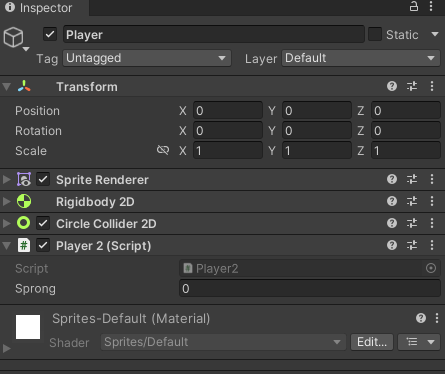 Inspector
Player Static
Tag Untagged Layer Default
Transform
Position X 0 Y 0 Z 0
Rotation X 0 Y 0 Z 0
Scale X 1 Y 1 Z 1
Sprite Renderer
Rigidbody 2D
Circle Collider 2D
# Player 2 (Script)
Script # Player2
Sprong 0
Sprites-Default (Material)
Shader Sprites/Default Edit...